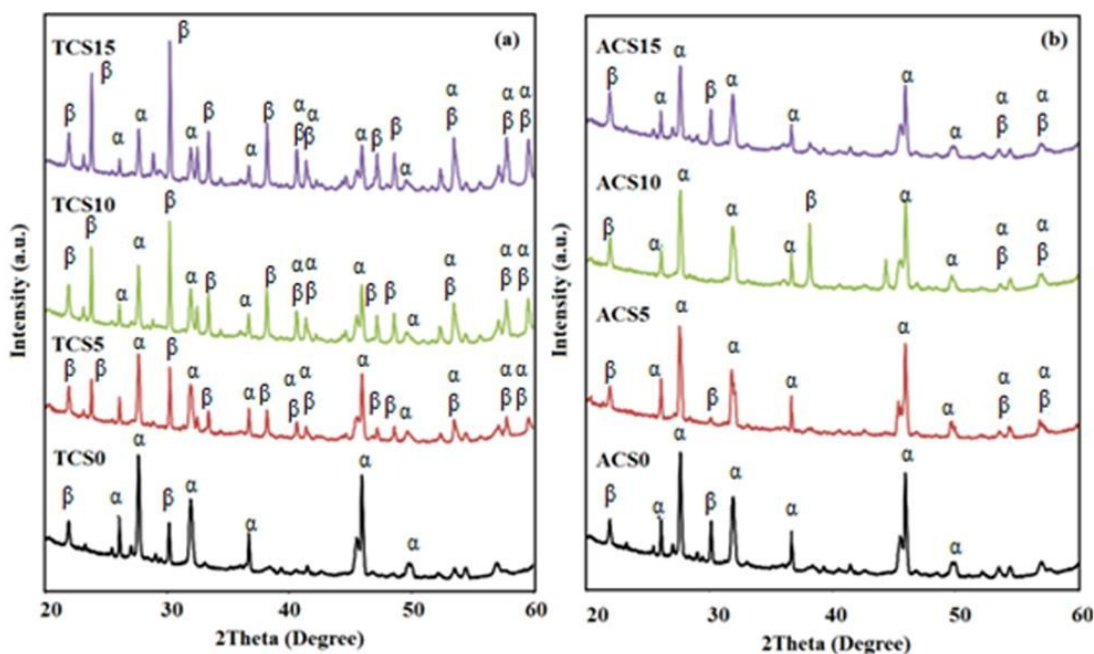 (a)
TCS15
β β α α β α β β α α β α β α α β β β α α β α β α β
TCS10
β β α α β α β α β α β α β α β β α α β α β α β
TCS5
β β α β α β β α β α β α β β α α β α β α β
TCS0
β α α β α α α
20 30 40 50 60
2Theta (Degree)
Intensity (a.u.)
(b)
ACS15
β α α β α α α α α β α β
ACS10
β α α α α β α α α β α β
ACS5
β α α β α α α α α β α β
ACS0
β α α β α α α α
20 30 40 50 60
2Theta (Degree)
Intensity (a.u.)